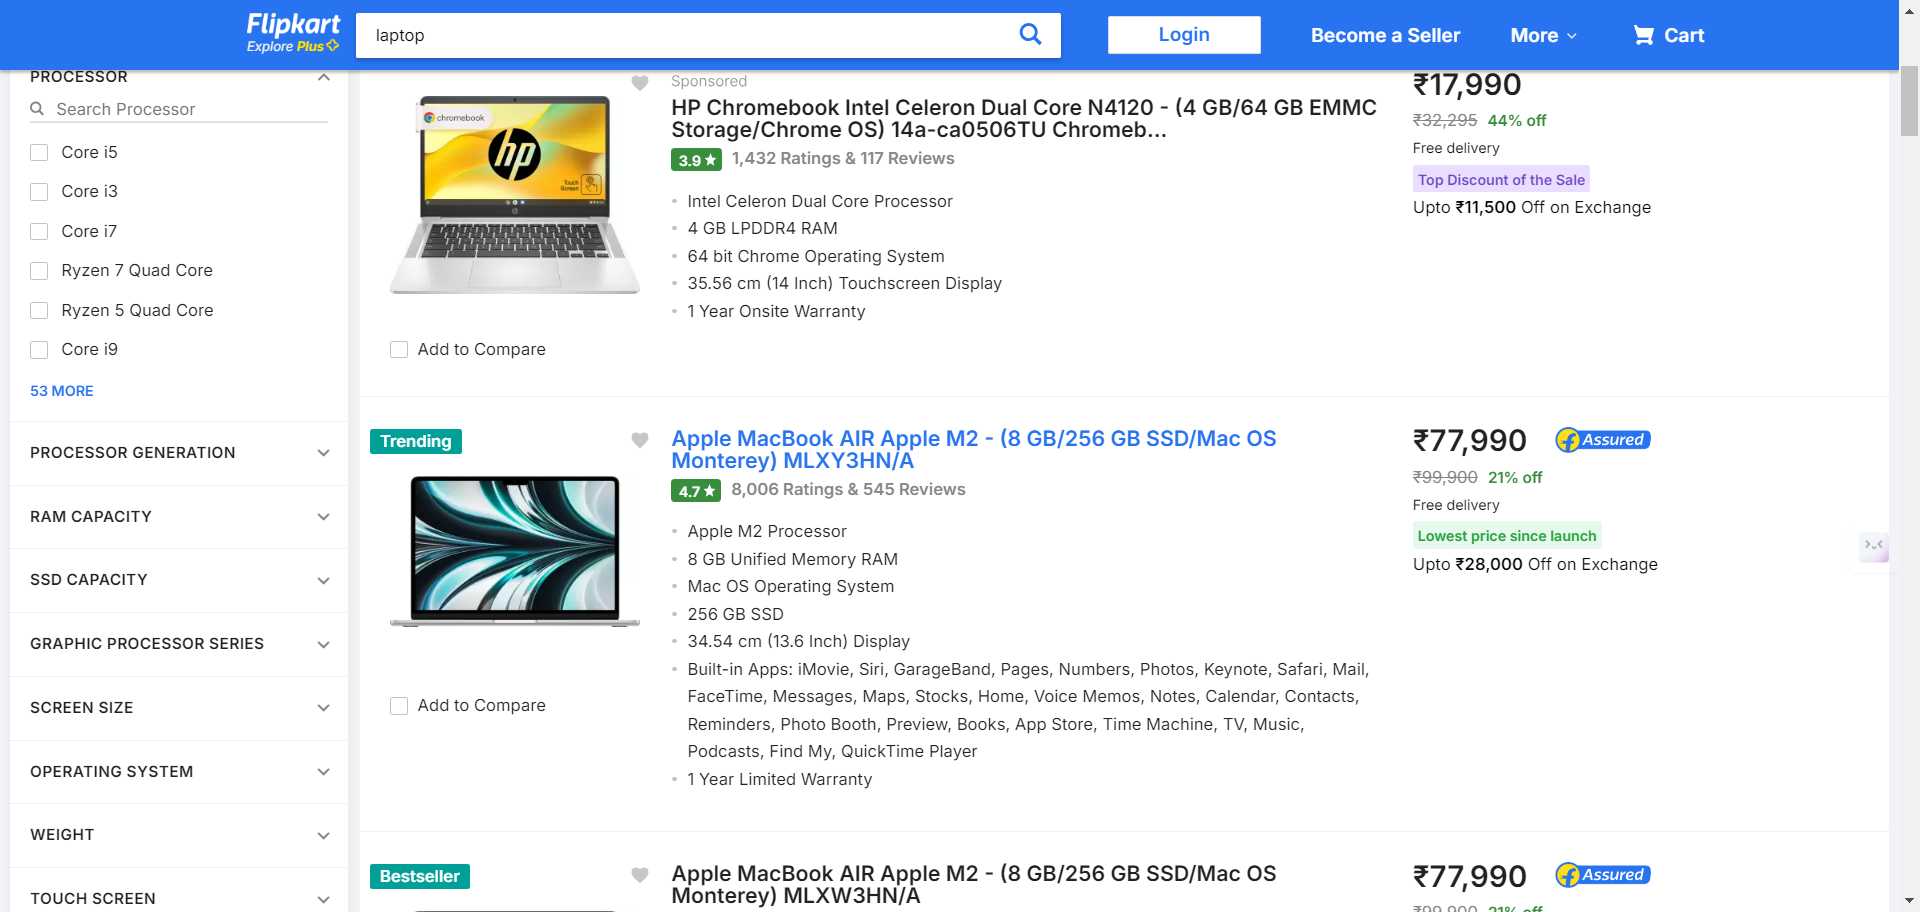 Flipkart
Explore Plus
laptop
Login
Become a Seller
More
Cart
PROCESSOR
Search Processor
Core i5
Core i3
Core i7
Ryzen 7 Quad Core
Ryzen 5 Quad Core
Core i9
53 MORE
PROCESSOR GENERATION
RAM CAPACITY
SSD CAPACITY
GRAPHIC PROCESSOR SERIES
SCREEN SIZE
OPERATING SYSTEM
WEIGHT
TOUCH SCREEN
chromebook
hp
Touch
Screen
Add to Compare
Sponsored
HP Chromebook Intel Celeron Dual Core N4120 - (4 GB/64 GB EMMC
Storage/Chrome OS) 14a-ca0506TU Chromeb...
3.9★ 1,432 Ratings & 117 Reviews
• Intel Celeron Dual Core Processor
• 4 GB LPDDR4 RAM
• 64 bit Chrome Operating System
• 35.56 cm (14 Inch) Touchscreen Display
• 1 Year Onsite Warranty
₹17,990
₹32,295 44% off
Free delivery
Top Discount of the Sale
Upto ₹11,500 Off on Exchange
Trending
Add to Compare
Apple MacBook AIR Apple M2 - (8 GB/256 GB SSD/Mac OS
Monterey) MLXY3HN/A
4.7★ 8,006 Ratings & 545 Reviews
• Apple M2 Processor
• 8 GB Unified Memory RAM
• Mac OS Operating System
• 256 GB SSD
• 34.54 cm (13.6 Inch) Display
• Built-in Apps: iMovie, Siri, GarageBand, Pages, Numbers, Photos, Keynote, Safari, Mail,
FaceTime, Messages, Maps, Stocks, Home, Voice Memos, Notes, Calendar, Contacts,
Reminders, Photo Booth, Preview, Books, App Store, Time Machine, TV, Music,
Podcasts, Find My, QuickTime Player
• 1 Year Limited Warranty
₹77,990 Assured
₹99,900 21% off
Free delivery
Lowest price since launch
Upto ₹28,000 Off on Exchange
Bestseller
Apple MacBook AIR Apple M2 - (8 GB/256 GB SSD/Mac OS
Monterey) MLXW3HN/A
₹77,990 Assured
₹99,900 21% off